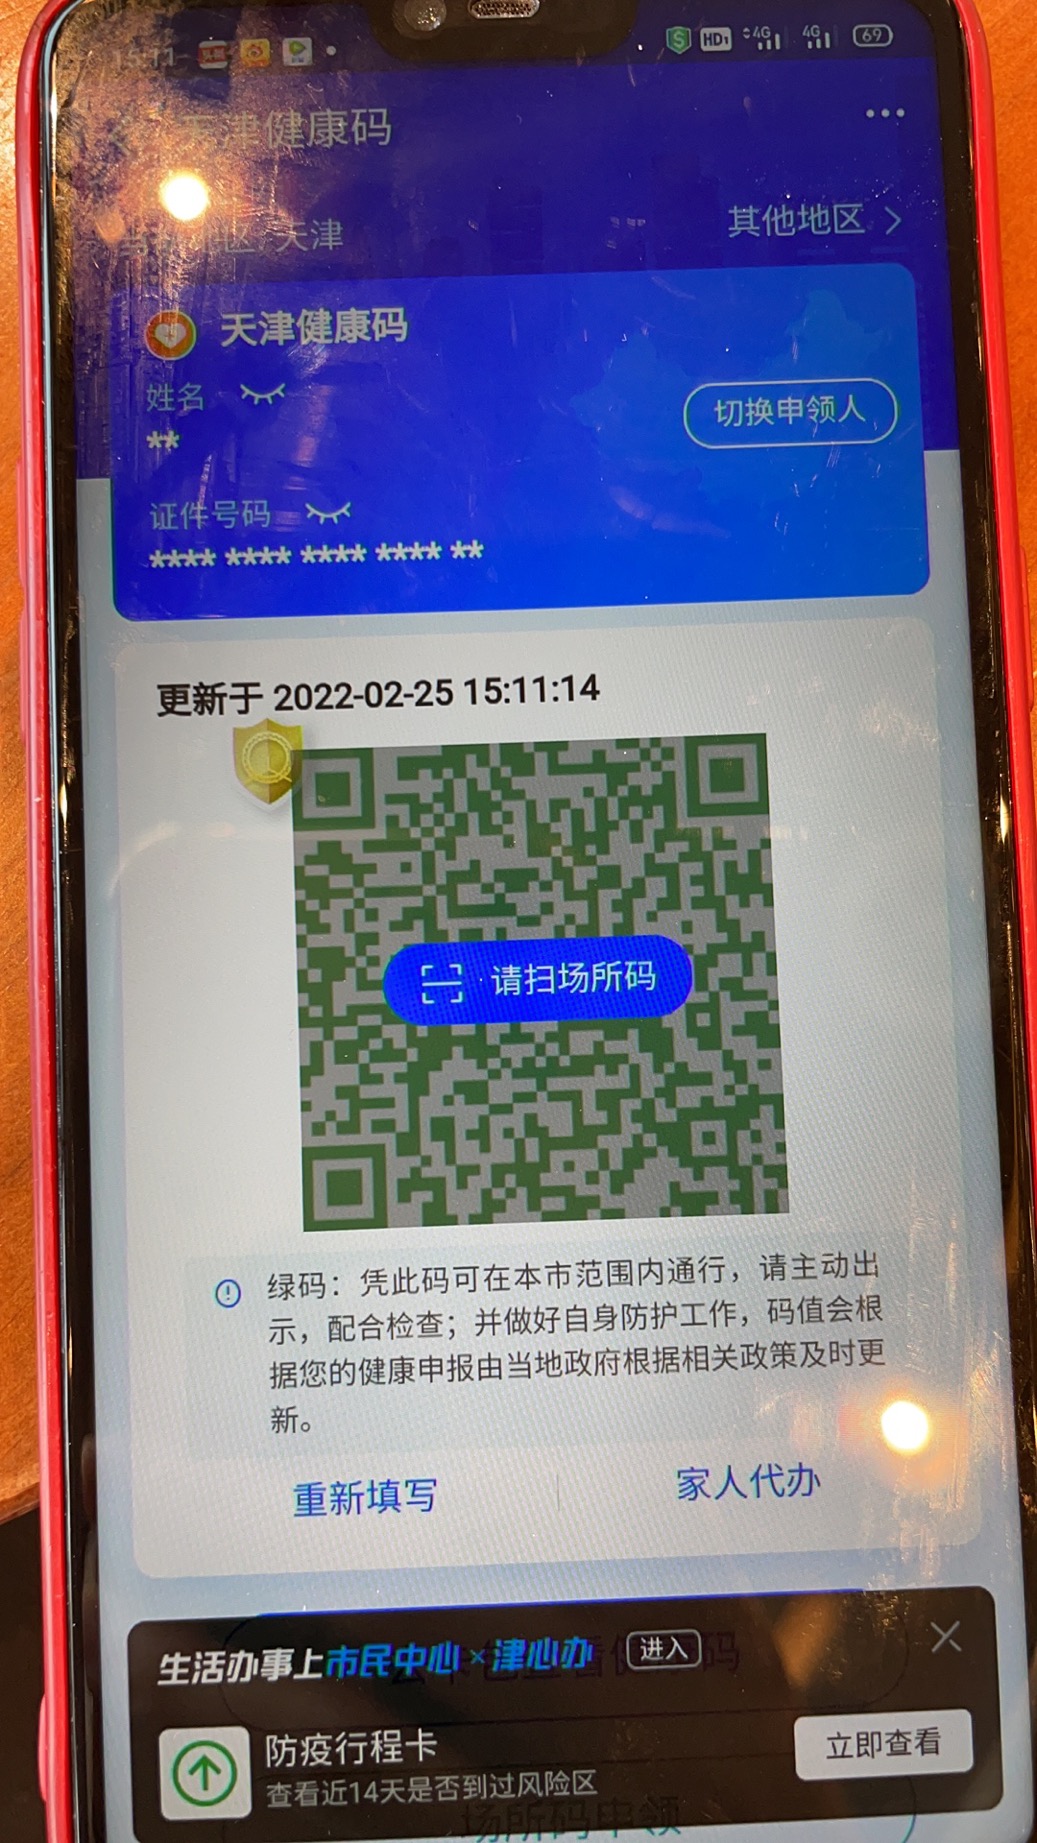 15:11
HD1 4G 4G 69
天津健康码
当前地区:天津
其他地区
天津健康码
姓名
**
切换申领人
证件号码
**** **** **** **** **
更新于 2022-02-25 15:11:14
请扫场所码
绿码：凭此码可在本市范围内通行，请主动出
示，配合检查；并做好自身防护工作，码值会根
据您的健康申报由当地政府根据相关政策及时更
新。
重新填写
家人代办
生活办事上市民中心×津心办 进入
防疫行程卡
查看近14天是否到过风险区
立即查看
场所码申领